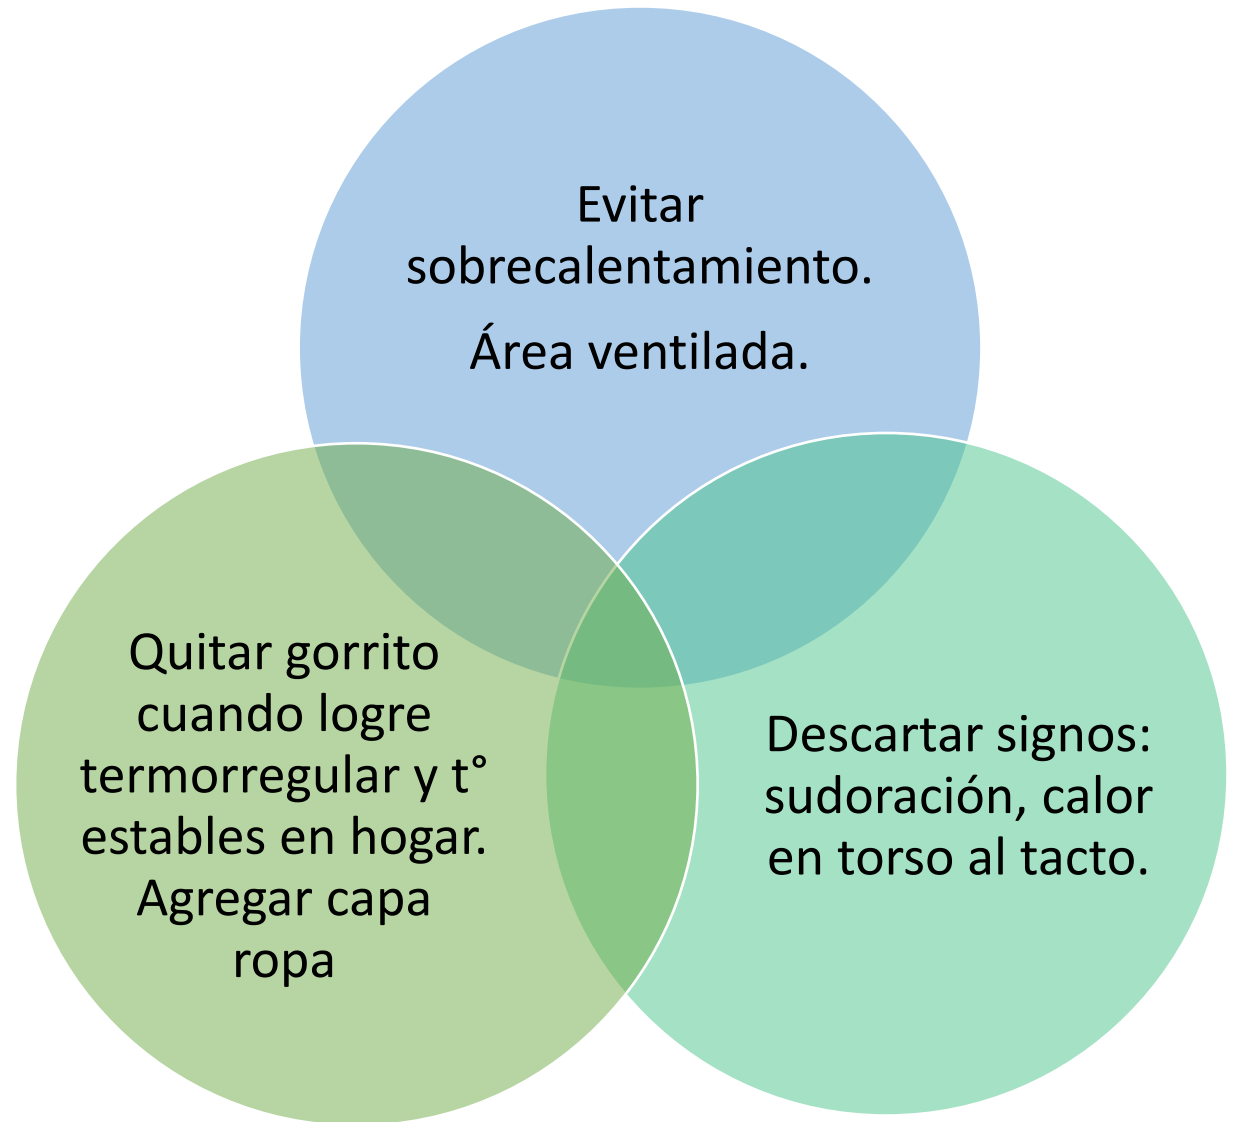 Evitar
sobrecalentamiento.
Área ventilada.
Quitar gorrito
cuando logre
termorregular y t°
estables en hogar.
Agregar capa
ropa
Descartar signos:
sudoración, calor
en torso al tacto.